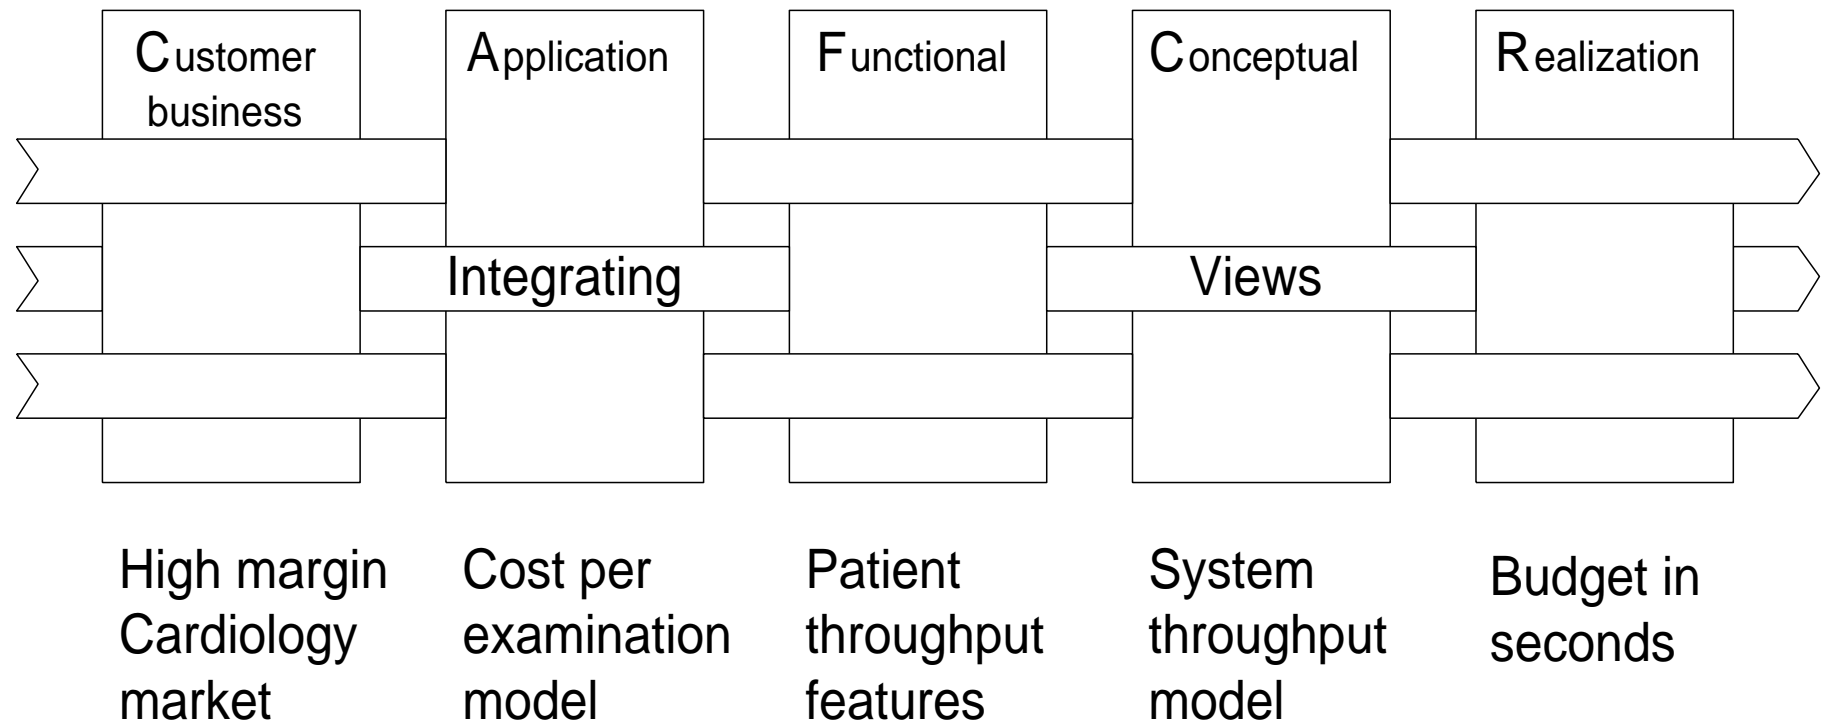 Customer
business
Application
Functional
Conceptual
Realization
Integrating
Views
High margin
Cardiology
market
Cost per
examination
model
Patient
throughput
features
System
throughput
model
Budget in
seconds